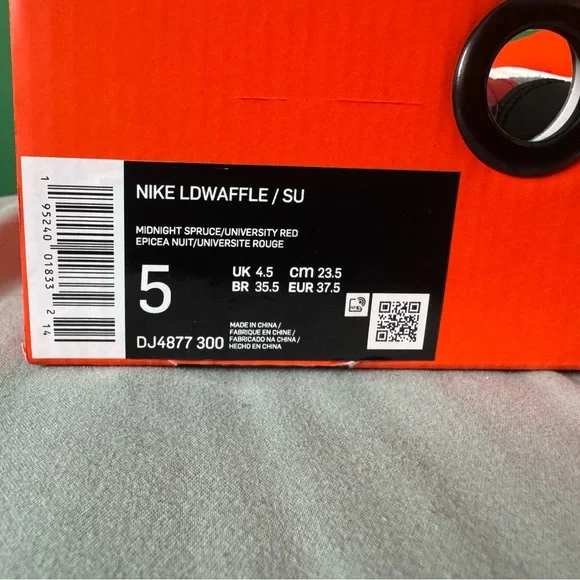 NIKE LDWAFFLE / SU
MIDNIGHT SPRUCE/UNIVERSITY RED
EPICEA NUIT/UNIVERSITE ROUGE
5
UK 4.5 cm 23.5
BR 35.5 EUR 37.5
DJ4877 300
MADE IN CHINA /
FABRIQUE EN CHINE /
FABRICADO NA CHINA /
HECHO EN CHINA
1 95240 01833 2 14